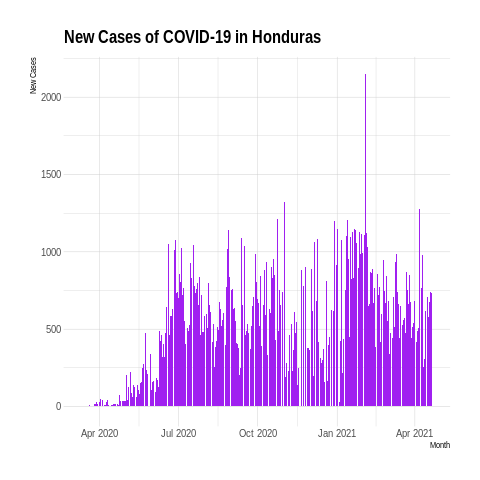 New Cases of COVID-19 in Honduras
New Cases
2000
1500
1000
500
0
Apr 2020
Jul 2020
Oct 2020
Jan 2021
Apr 2021
Month